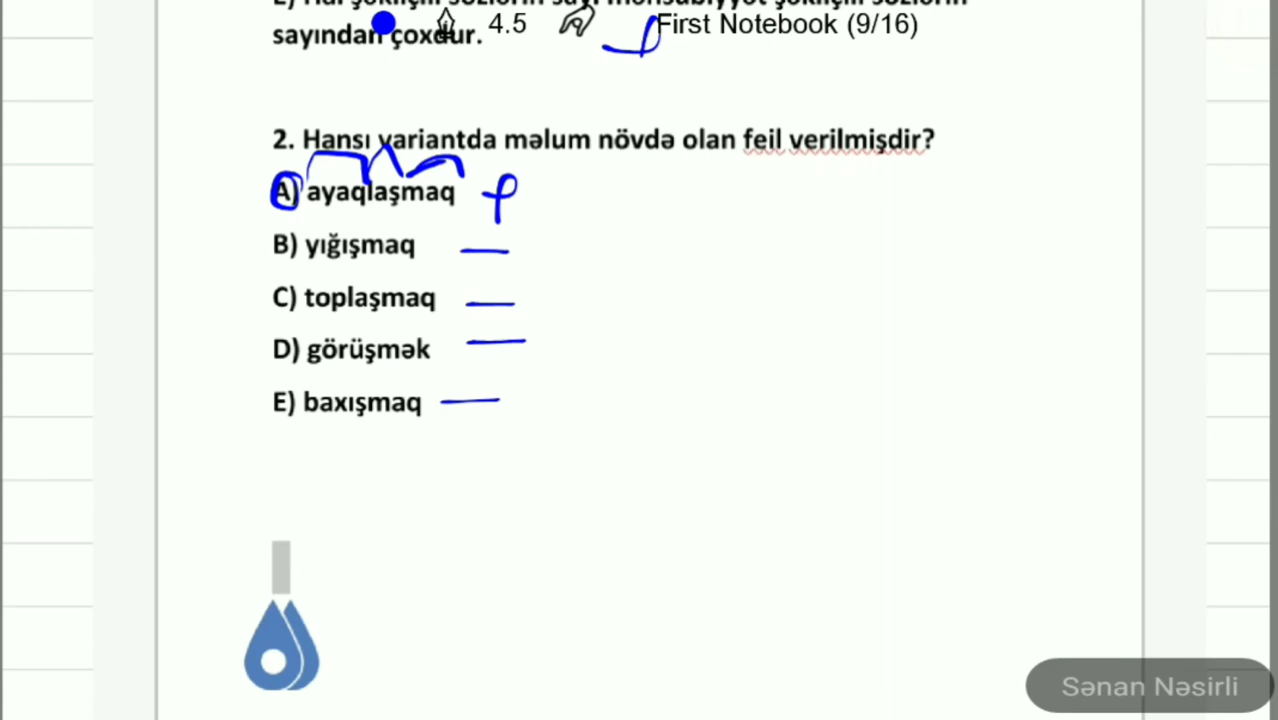 4.5 First Notebook (9/16)
sayından çoxdur.
2. Hansı variantda məlum növdə olan feil verilmişdir?
A) ayaqlaşmaq
B) yığışmaq
C) toplaşmaq
D) görüşmək
E) baxışmaq
Sənan Nəsirli